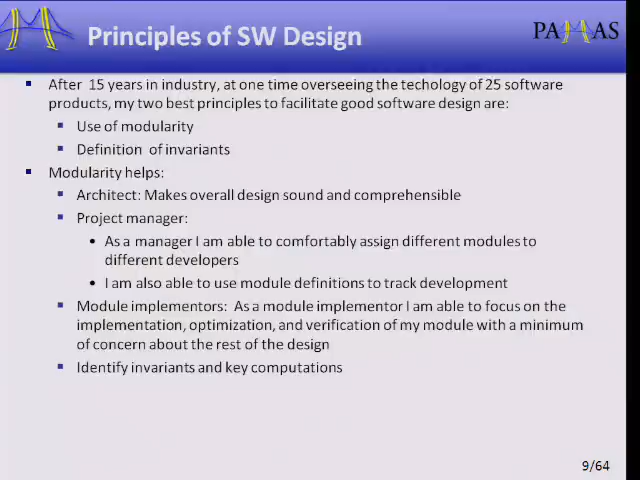 Principles of SW Design
PA AS
After 15 years in industry, at one time overseeing the techology of 25 software
products, my two best principles to facilitate good software design are:
Use of modularity
Definition of invariants
Modularity helps:
Architect: Makes overall design sound and comprehensible
Project manager:
As a manager I am able to comfortably assign different modules to
different developers
I am also able to use module definitions to track development
Module implementors: As a module implementor I am able to focus on the
implementation, optimization, and verification of my module with a minimum
of concern about the rest of the design
Identify invariants and key computations
9/64